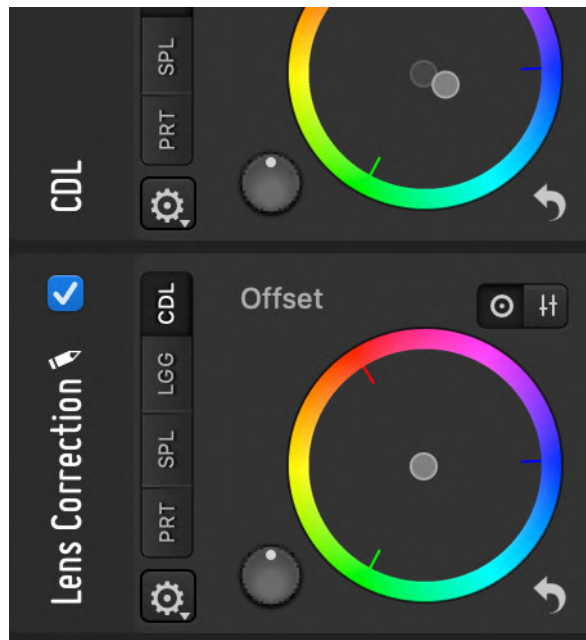 SPL
PRT
CDL
CDL
LGG
SPL
PRT
Lens Correction
Offset